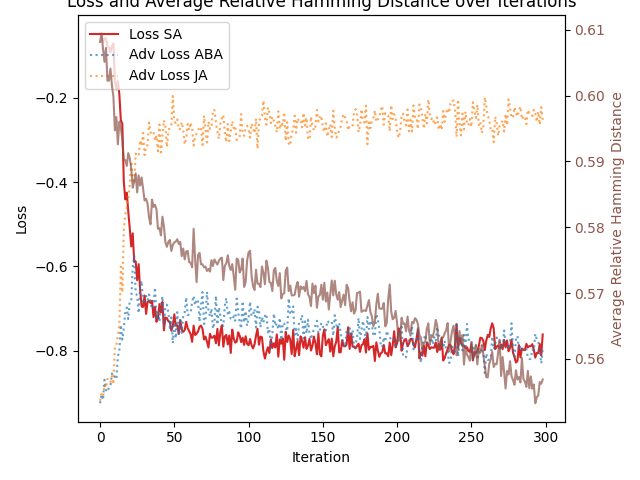 Loss and Average Relative Hamming Distance over Iterations
Loss SA
Adv Loss ABA
Adv Loss JA
−0.2
−0.4
−0.6
−0.8
Loss
0
50
100
150
200
250
300
Iteration
0.61
0.60
0.59
0.58
0.57
0.56
Average Relative Hamming Distance